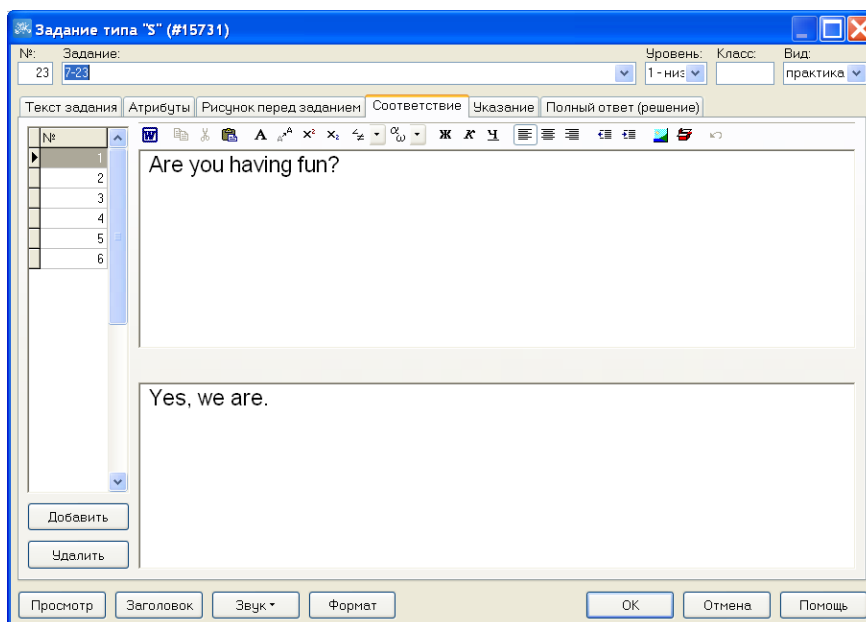 Задание типа "S" (#15731)
№: Задание: Уровень: Класс: Вид:
23 7-23 1 - низ практика
Текст задания Атрибуты Рисунок перед заданием Соответствие Указание Полный ответ (решение)
№
1
2
3
4
5
6
Are you having fun?
Yes, we are.
Добавить
Удалить
Просмотр Заголовок Звук Формат OK Отмена Помощь